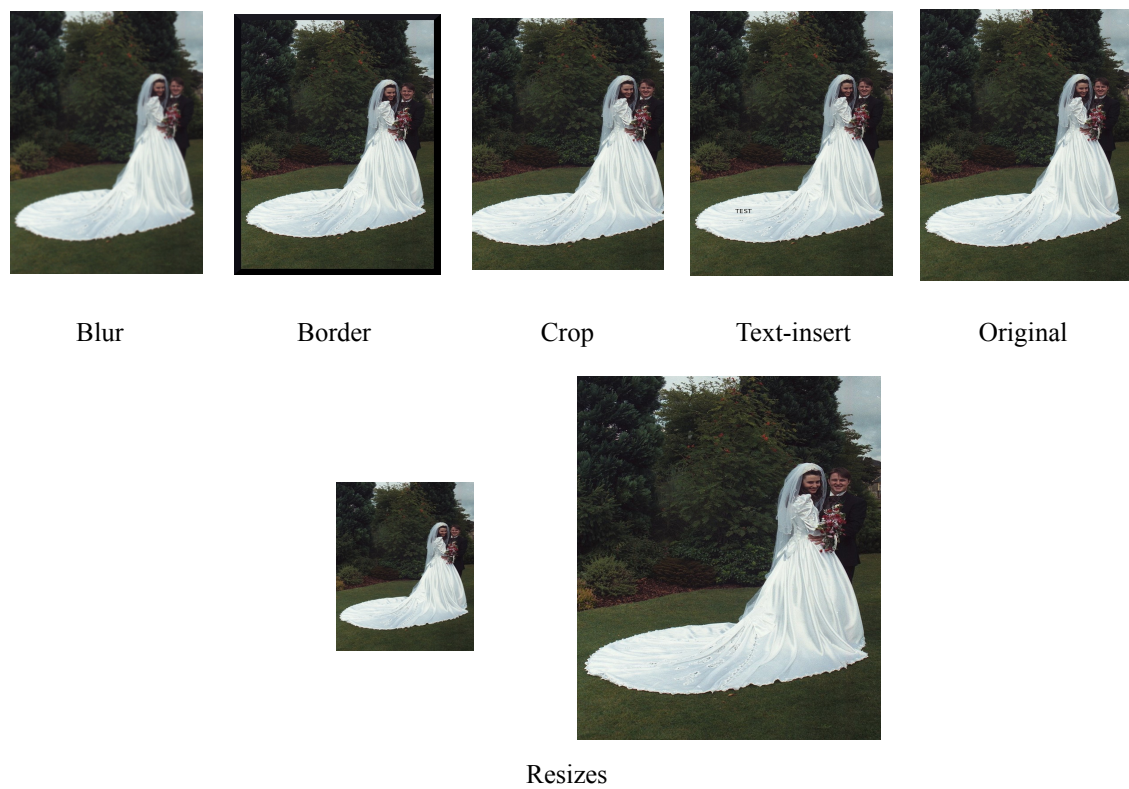 TEST
Blur
Border
Crop
Text-insert
Original
Resizes